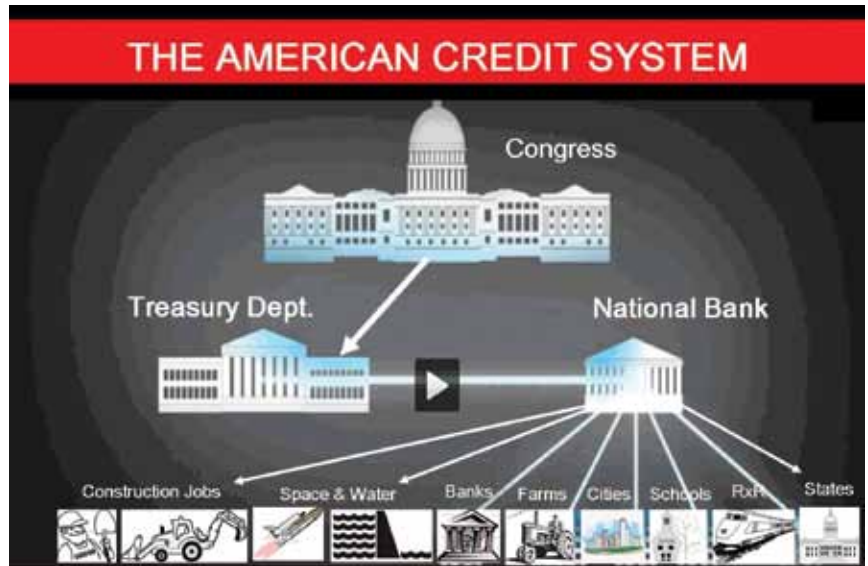 THE AMERICAN CREDIT SYSTEM
Congress
Treasury Dept.
National Bank
Construction Jobs
Space & Water
Banks
Farms
Cities
Schools
RxR
States